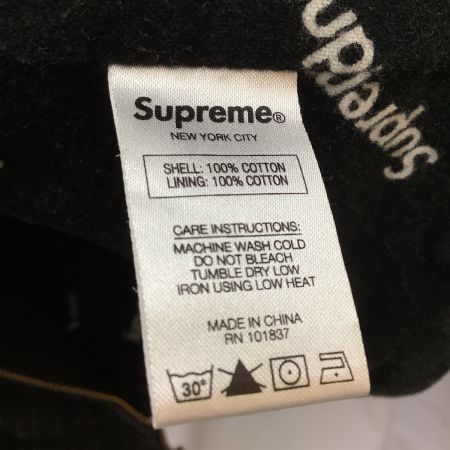 Supreme
Supreme®
NEW YORK CITY
SHELL: 100% COTTON
LINING: 100% COTTON
CARE INSTRUCTIONS:
MACHINE WASH COLD
DO NOT BLEACH
TUMBLE DRY LOW
IRON USING LOW HEAT
MADE IN CHINA
RN 101837
30°